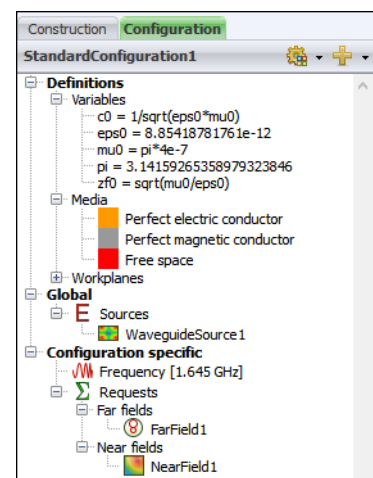 Construction Configuration
StandardConfiguration1
Definitions
Variables
c0 = 1/sqrt(eps0*mu0)
eps0 = 8.85418781761e-12
mu0 = pi*4e-7
pi = 3.14159265358979323846
zf0 = sqrt(mu0/eps0)
Media
Perfect electric conductor
Perfect magnetic conductor
Free space
Workplanes
Global
E Sources
WaveguideSource1
Configuration specific
Frequency [1.645 GHz]
Σ Requests
Far fields
FarField1
Near fields
NearField1